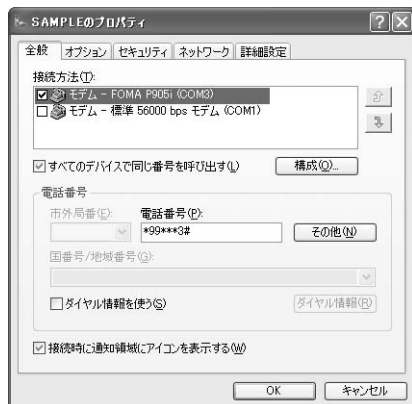 SAMPLEのプロパティ
全般 オプション セキュリティ ネットワーク 詳細設定
接続方法(T):
モデム - FOMA P905i (COM3)
モデム - 標準 56000 bps モデム (COM1)
すべてのデバイスで同じ番号を呼び出す(L) 構成(O)...
電話番号
市外局番(E): 電話番号(P):
*99***3# その他(N)
国番号/地域番号(G):
ダイヤル情報を使う(S) ダイヤル情報(R)
接続時に通知領域にアイコンを表示する(W)
OK キャンセル